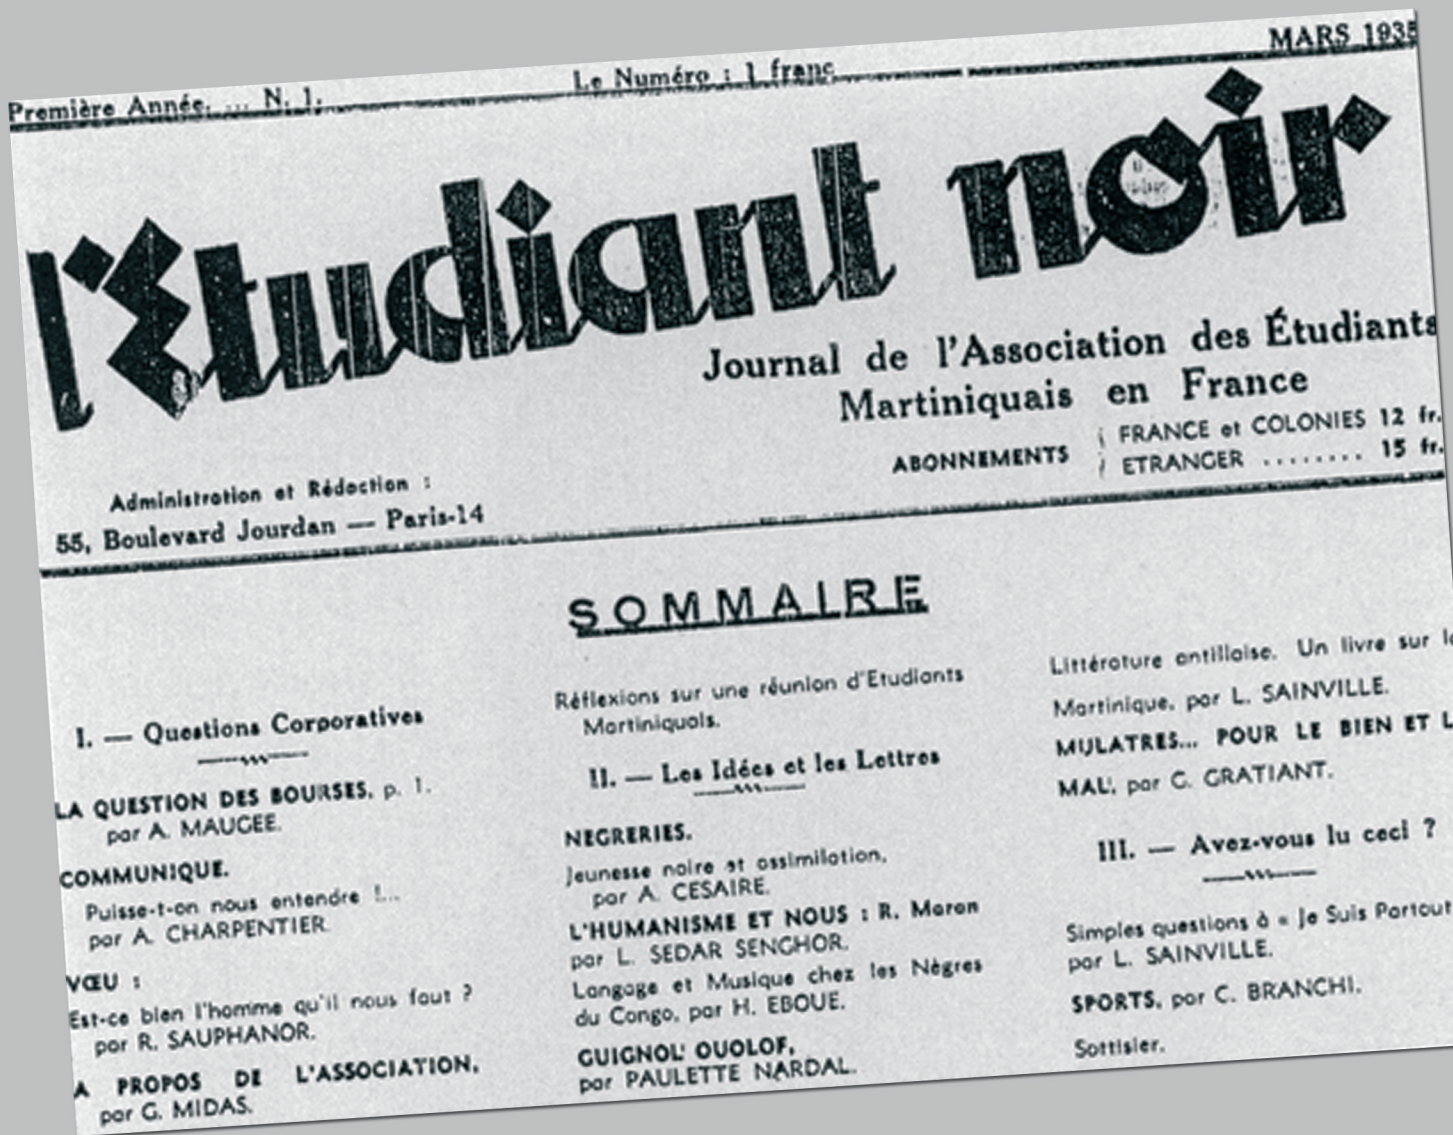 Première Année. ... N. 1.
Le Numéro : 1 franc
MARS 1935
l'Etudiant noir
Journal de l'Association des Étudiants
Martiniquais en France
ABONNEMENTS
FRANCE et COLONIES 12 fr.
ETRANGER ........ 15 fr.
Administration et Rédaction :
55, Boulevard Jourdan — Paris-14
SOMMAIRE
I. — Questions Corporatives
LA QUESTION DES BOURSES, p. 1.
par A. MAUGEE.
COMMUNIQUE.
Puisse-t-on nous entendre !...
par A. CHARPENTIER.
VŒU :
Est-ce bien l'homme qu'il nous faut ?
par R. SAUPHANOR.
A PROPOS DE L'ASSOCIATION,
par G. MIDAS.
Réflexions sur une réunion d'Etudiants
Martiniquais.
II. — Les Idées et les Lettres
NEGRERIES.
Jeunesse noire et assimilation,
par A. CESAIRE.
L'HUMANISME ET NOUS : R. Maran
par L. SEDAR SENGHOR.
Langage et Musique chez les Nègres
du Congo, par H. EBOUE.
GUIGNOL' OUOLOF,
par PAULETTE NARDAL.
Littérature antillaise. Un livre sur la
Martinique, par L. SAINVILLE.
MULATRES... POUR LE BIEN ET L
MAL', par G. GRATIANT.
III. — Avez-vous lu ceci ?
Simples questions à « Je Suis Partout
par L. SAINVILLE.
SPORTS, par C. BRANCHI.
Sottisier.